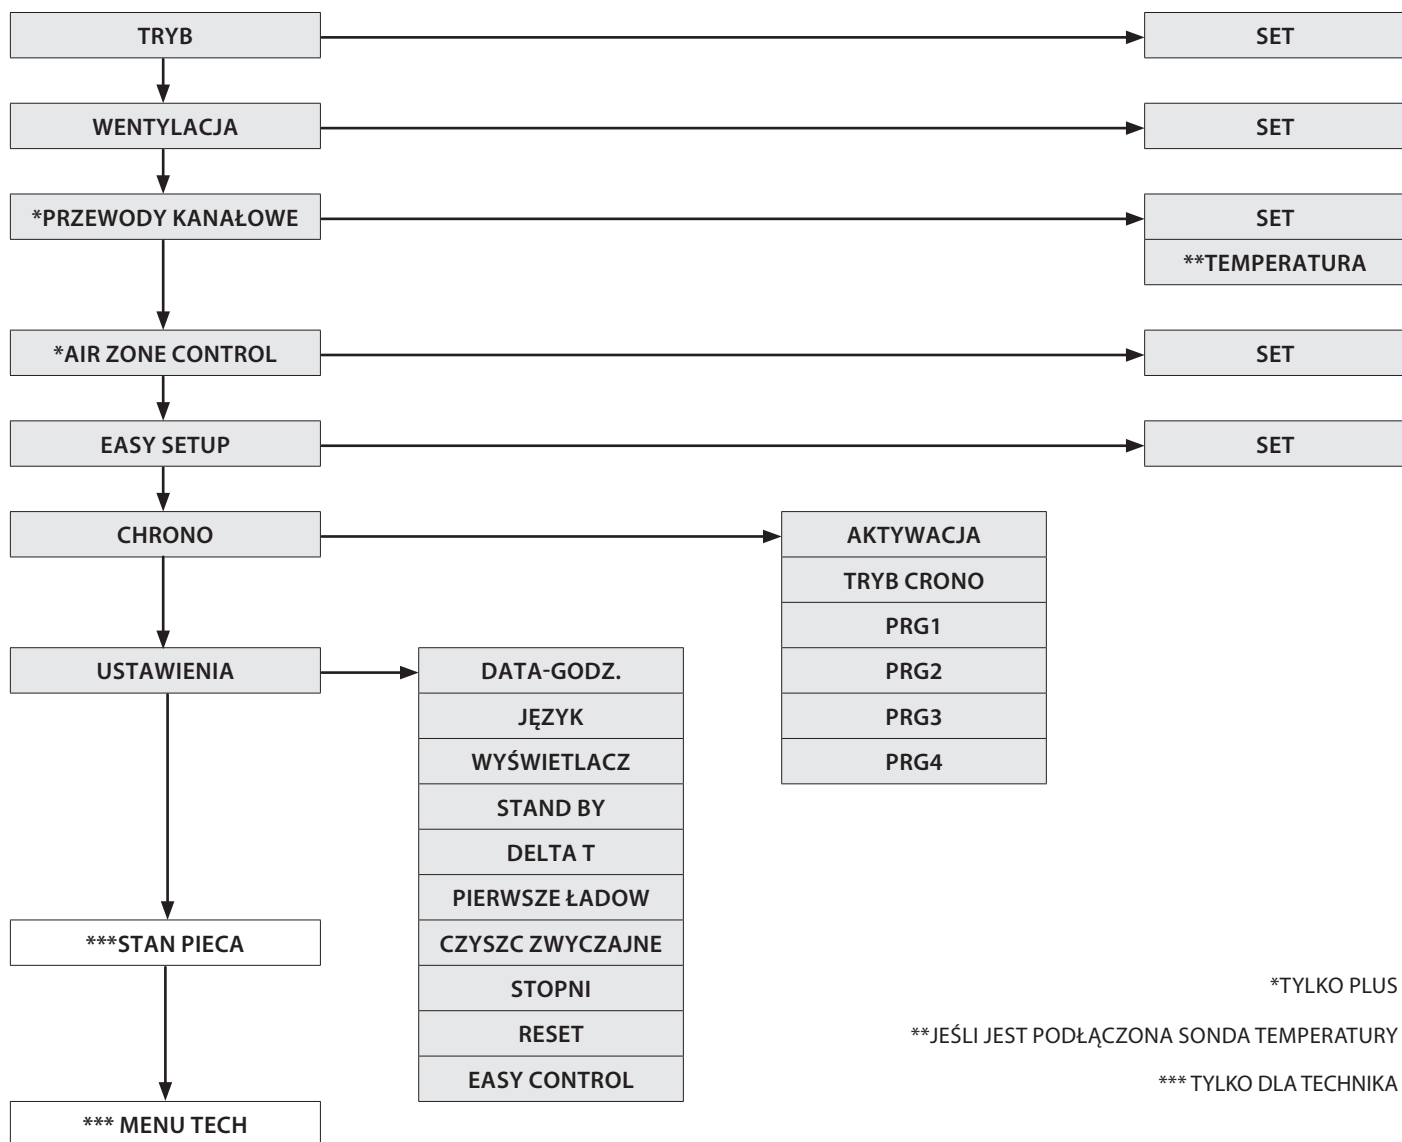 TRYB
SET
WENTYLACJA
SET
*PRZEWODY KANAŁOWE
SET
**TEMPERATURA
*AIR ZONE CONTROL
SET
EASY SETUP
SET
CHRONO
AKTYWACJA
TRYB CRONO
PRG1
PRG2
PRG3
PRG4
USTAWIENIA
DATA-GODZ.
JĘZYK
WYŚWIETLACZ
STAND BY
DELTA T
PIERWSZE ŁADOW
CZYSZC ZWYCZAJNE
STOPNI
RESET
EASY CONTROL
***STAN PIECA
*** MENU TECH
*TYLKO PLUS
**JEŚLI JEST PODŁĄCZONA SONDA TEMPERATURY
*** TYLKO DLA TECHNIKA